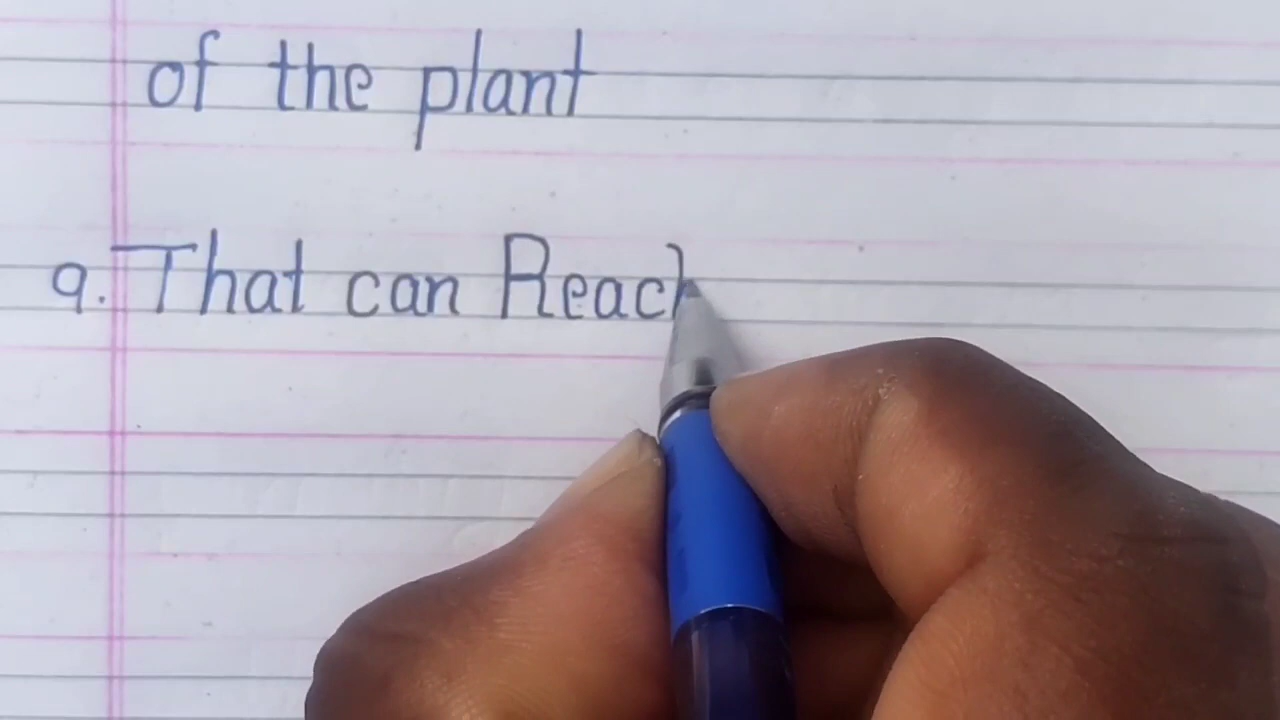 of the plant
9. That can Reach